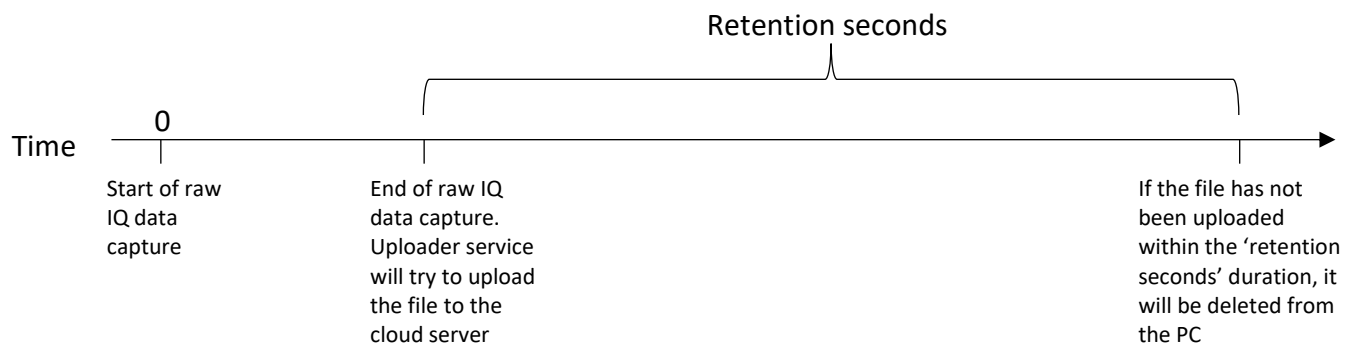 Retention seconds
0
Time
Start of raw
IQ data
capture
End of raw IQ
data capture.
Uploader service
will try to upload
the file to the
cloud server
If the file has not
been uploaded
within the ‘retention
seconds’ duration, it
will be deleted from
the PC